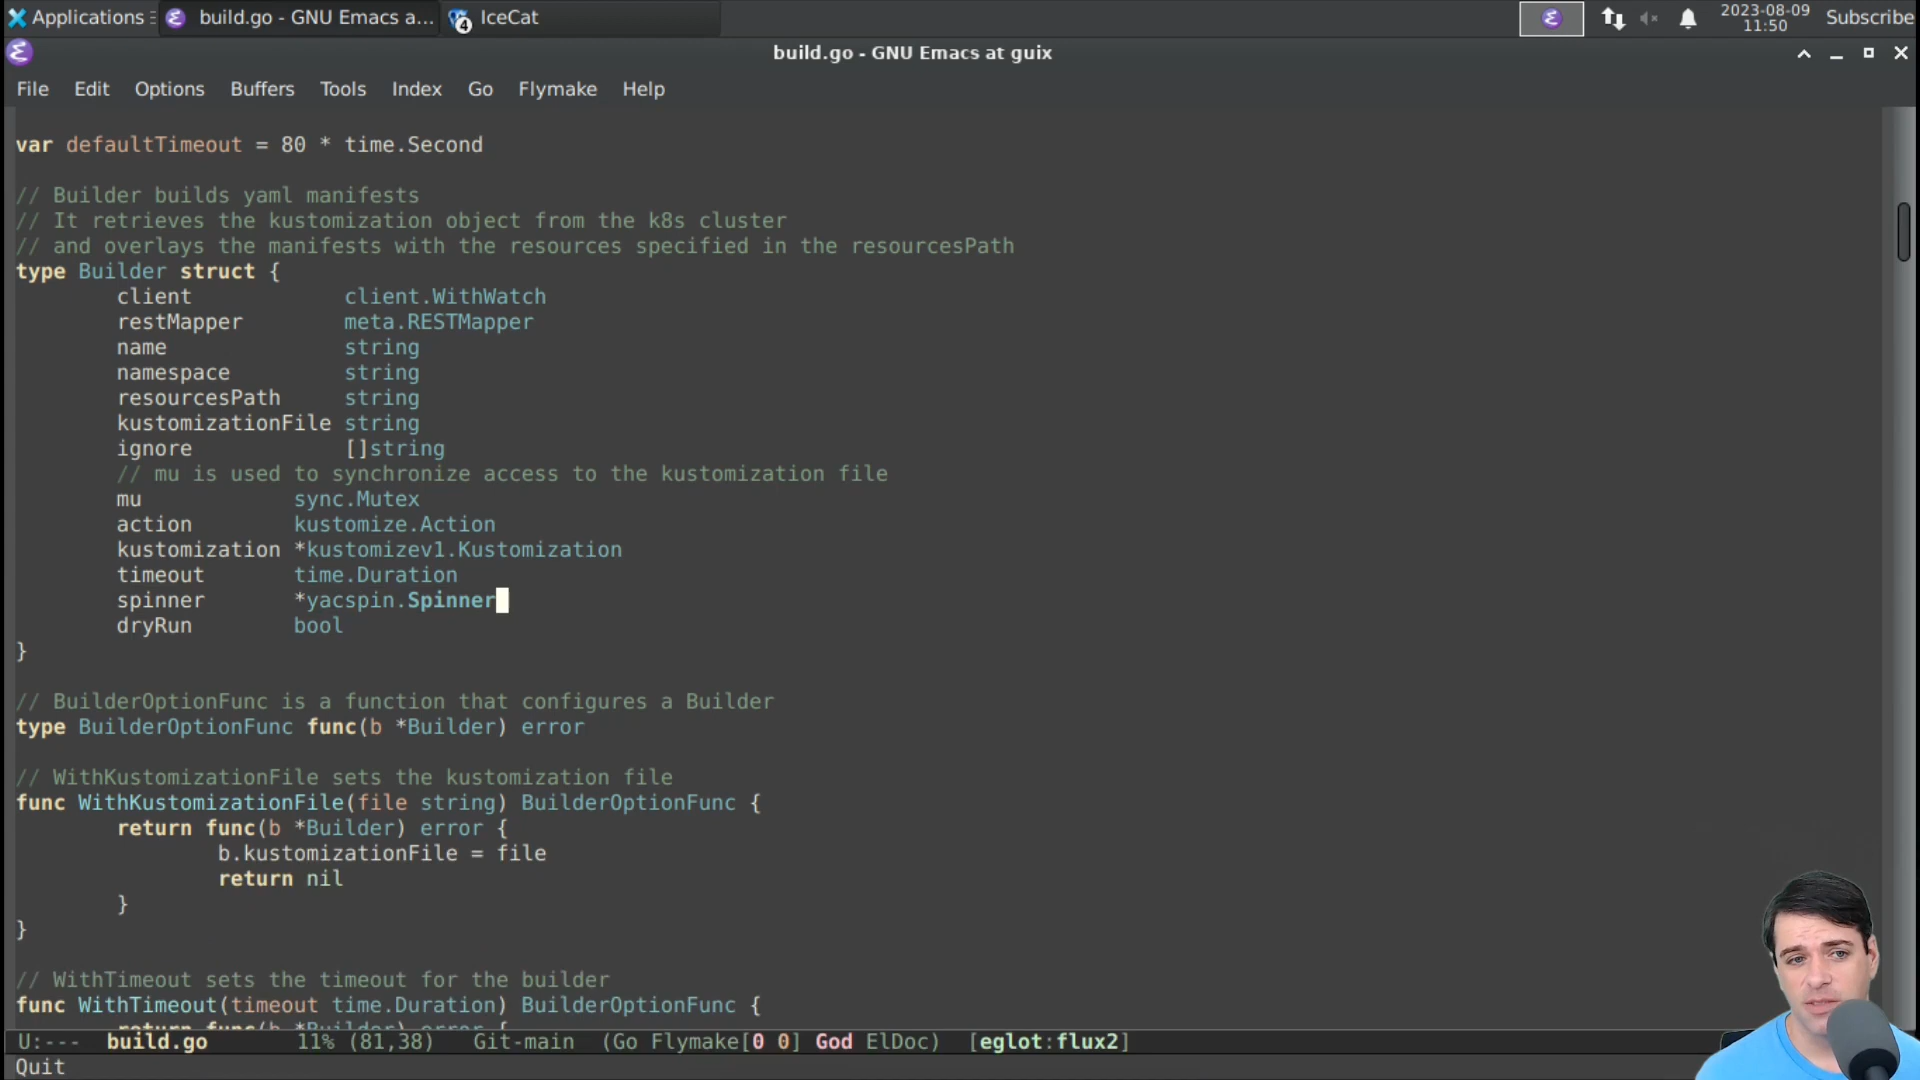 Applications
build.go - GNU Emacs a...
4
IceCat
2023-08-09
11:50
Subscribe
build.go - GNU Emacs at guix
File Edit Options Buffers Tools Index Go Flymake Help
var defaultTimeout = 80 * time.Second
// Builder builds yaml manifests
// It retrieves the kustomization object from the k8s cluster
// and overlays the manifests with the resources specified in the resourcesPath
type Builder struct {
client client.WithWatch
restMapper meta.RESTMapper
name string
namespace string
resourcesPath string
kustomizationFile string
ignore []string
// mu is used to synchronize access to the kustomization file
mu sync.Mutex
action kustomize.Action
kustomization *kustomizev1.Kustomization
timeout time.Duration
spinner *yacspin.Spinner
dryRun bool
}
// BuilderOptionFunc is a function that configures a Builder
type BuilderOptionFunc func(b *Builder) error
// WithKustomizationFile sets the kustomization file
func WithKustomizationFile(file string) BuilderOptionFunc {
return func(b *Builder) error {
b.kustomizationFile = file
return nil
}
}
// WithTimeout sets the timeout for the builder
func WithTimeout(timeout time.Duration) BuilderOptionFunc {
return func(b *Builder) error {
U:--- build.go 11% (81,38) Git-main (Go Flymake[0 0] God ElDoc) [eglot:flux2]
Quit